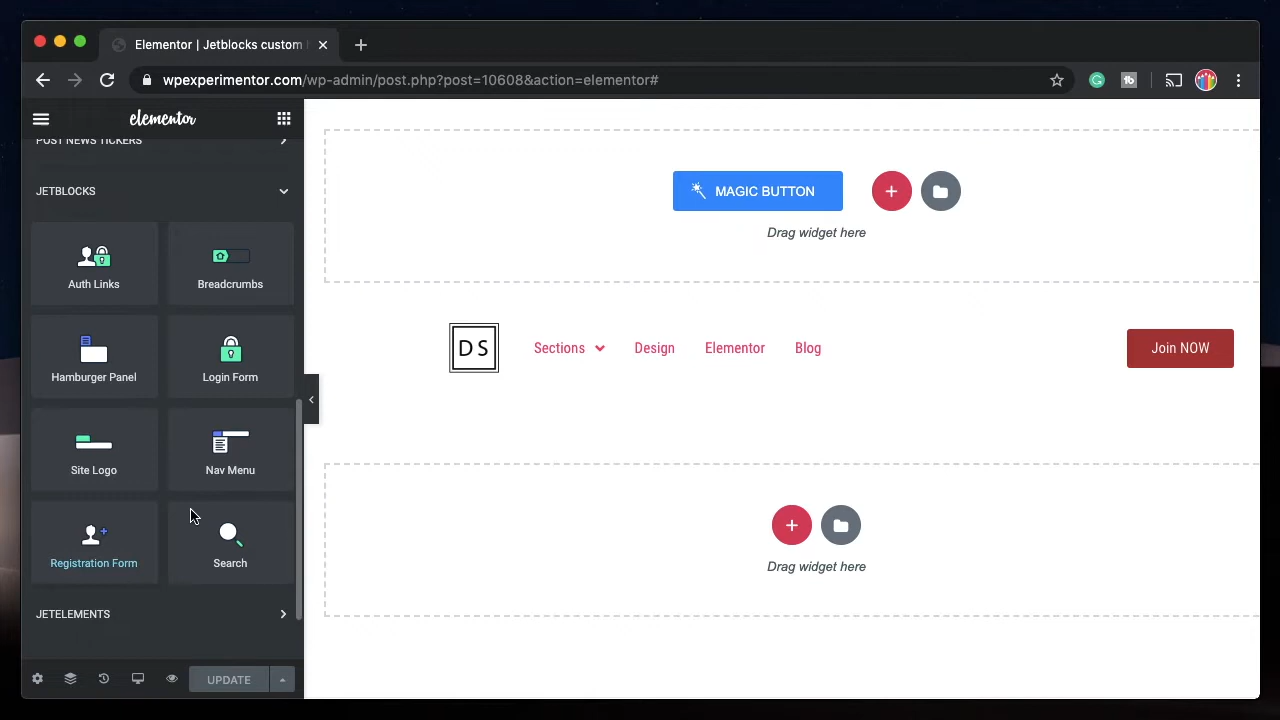 Elementor | Jetblocks custom
wpexperimentor.com/wp-admin/post.php?post=10608&action=elementor#
elementor
POST NEWS TICKERS
JETBLOCKS
Auth Links
Breadcrumbs
Hamburger Panel
Login Form
Site Logo
Nav Menu
Registration Form
Search
JETELEMENTS
UPDATE
MAGIC BUTTON
Drag widget here
DS
Sections
Design
Elementor
Blog
Join NOW
Drag widget here